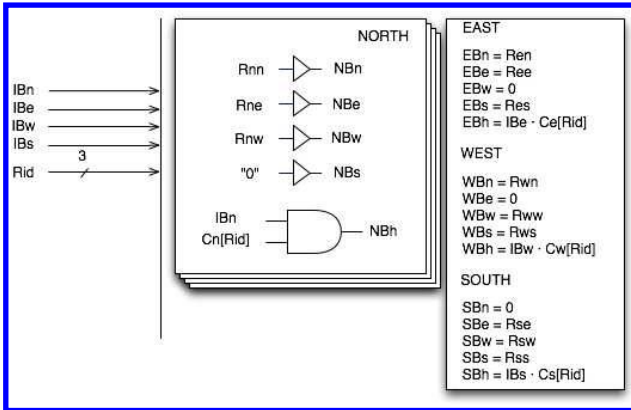 IBn
IBe
IBw
IBs
Rid
3
NORTH
Rnn NBn
Rne NBe
Rnw NBw
"0" NBs
IBn
Cn[Rid]
NBh
EAST
EBn = Ren
EBe = Ree
EBw = 0
EBs = Res
EBh = IBe · Ce[Rid]
WEST
WBn = Rwn
WBe = 0
WBw = Rww
WBs = Rws
WBh = IBw · Cw[Rid]
SOUTH
SBn = 0
SBe = Rse
SBw = Rsw
SBs = Rss
SBh = IBs · Cs[Rid]